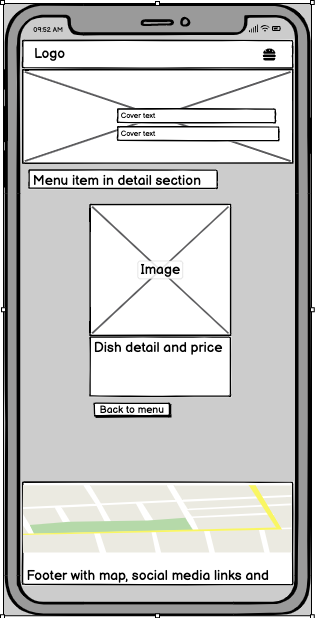 09:52 AM
Logo
Cover text
Cover text
Menu item in detail section
Image
Dish detail and price
Back to menu
Footer with map, social media links and